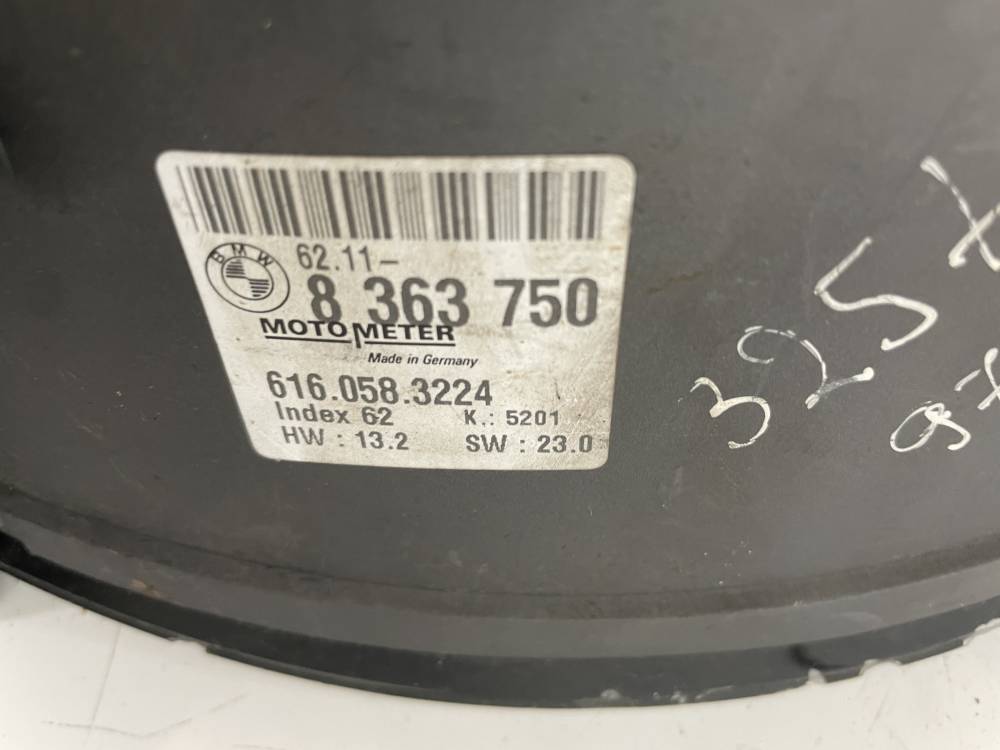 BMW
62.11-
8 363 750
MOTOMETER
Made in Germany
616.058.3224
Index 62 K.: 5201
HW : 13.2 SW : 23.0
325